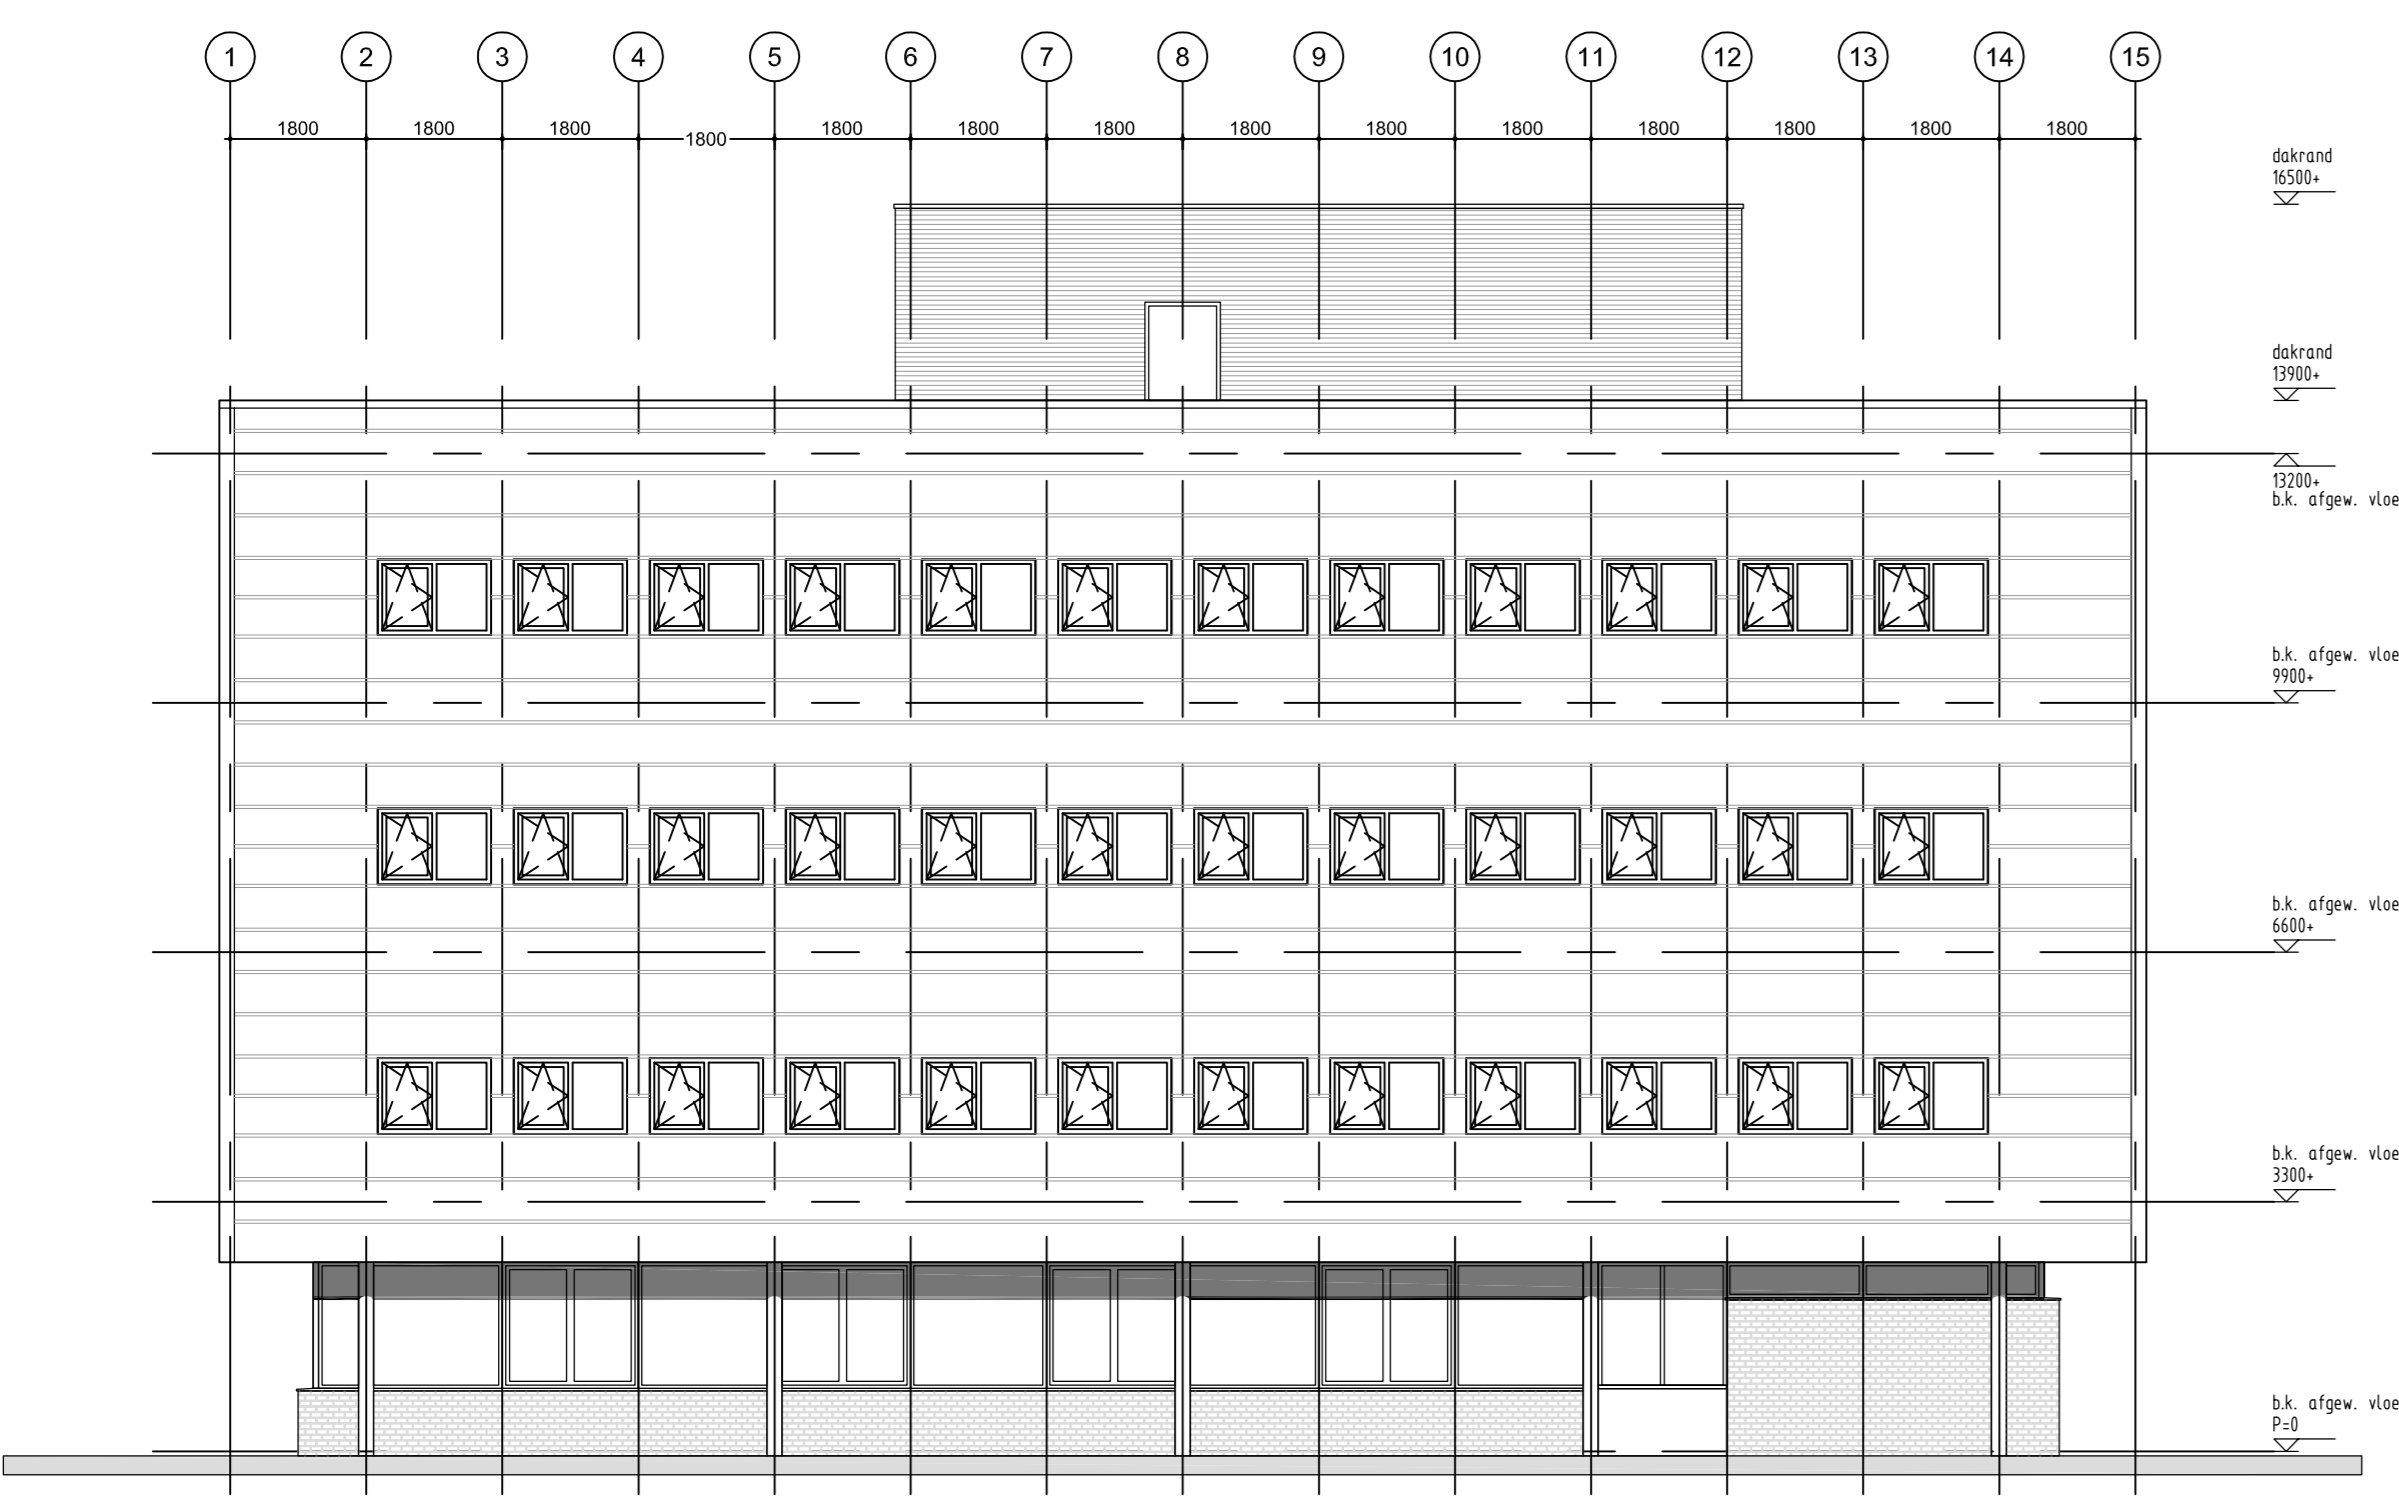 1 2 3 4 5 6 7 8 9 10 11 12 13 14 15
1800 1800 1800 1800 1800 1800 1800 1800 1800 1800 1800 1800 1800 1800
dakrand
16500+
dakrand
13900+
13200+
b.k. afgew. vloe
b.k. afgew. vloe
9900+
b.k. afgew. vloe
6600+
b.k. afgew. vloe
3300+
b.k. afgew. vloe
P=0